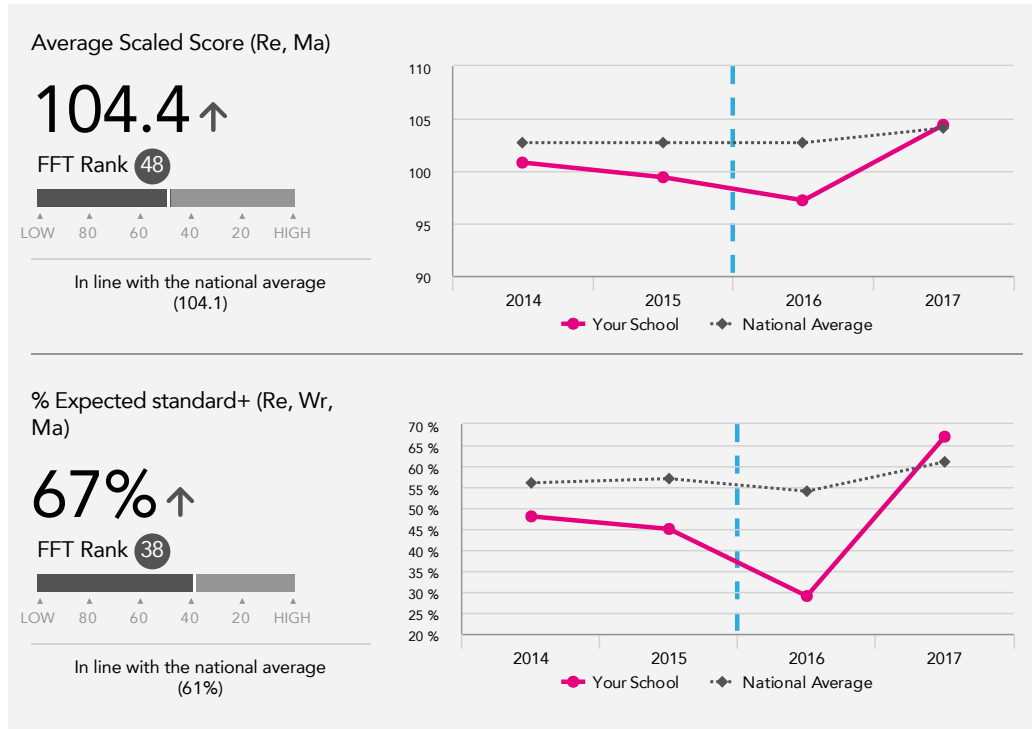 Average Scaled Score (Re, Ma)
104.4
FFT Rank 48
LOW 80 60 40 20 HIGH
In line with the national average
(104.1)
110
105
100
95
90
2014 2015 2016 2017
Your School National Average
% Expected standard+ (Re, Wr,
Ma)
67%
FFT Rank 38
LOW 80 60 40 20 HIGH
In line with the national average
(61%)
70 %
65 %
60 %
55 %
50 %
45 %
40 %
35 %
30 %
25 %
20 %
2014 2015 2016 2017
Your School National Average